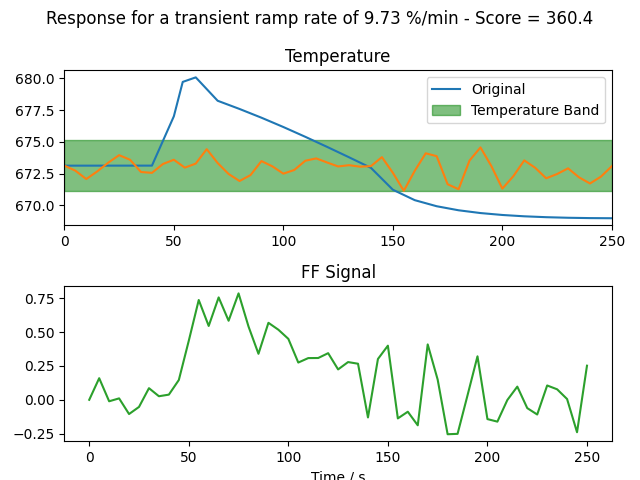 Response for a transient ramp rate of 9.73 %/min - Score = 360.4
Temperature
680.0
677.5
675.0
672.5
670.0
Original
Temperature Band
0 50 100 150 200 250
FF Signal
0.75
0.50
0.25
0.00
−0.25
0 50 100 150 200 250
Time / s